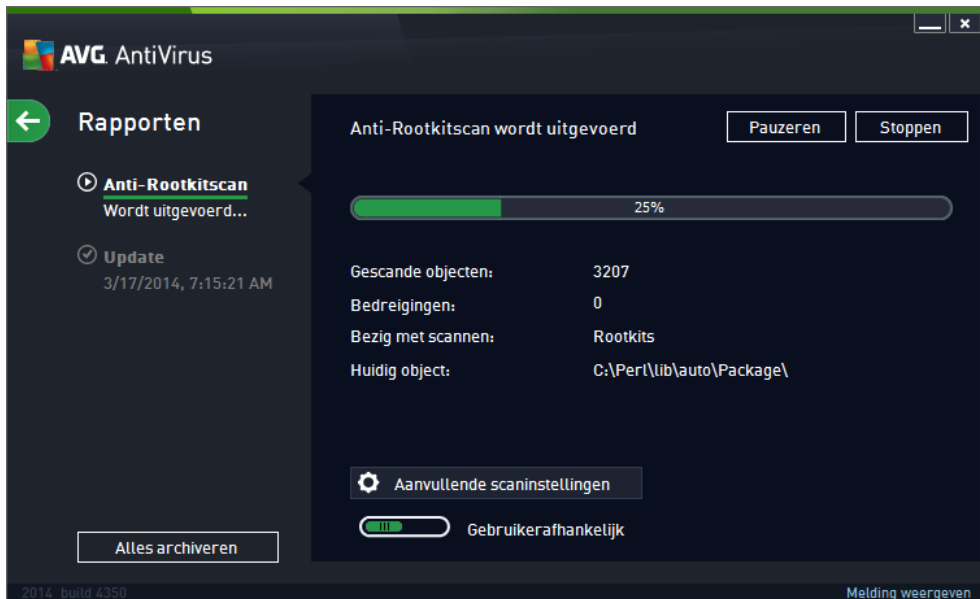 AVG. AntiVirus
Rapporten
Anti-Rootkitscan
Wordt uitgevoerd...
Update
3/17/2014, 7:15:21 AM
Alles archiveren
Anti-Rootkitscan wordt uitgevoerd
Pauzeren
Stoppen
25%
Gescande objecten: 3207
Bedreigingen: 0
Bezig met scannen: Rootkits
Huidig object: C:\Perl\lib\auto\Package\
Aanvullende scaninstellingen
Gebruikerafhankelijk
2014 build 4350
Melding weergeven